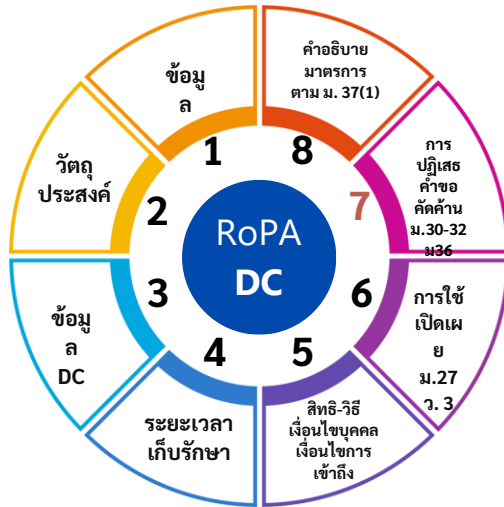 RoPA
DC
1
ข้อมู
ล
2
วัตถุ
ประสงค์
3
ข้อมู
ล
DC
4
ระยะเวลา
เก็บรักษา
5
สิทธิ-วิธี
เงื่อนไขบุคคล
เงื่อนไขการ
เข้าถึง
6
การใช้
เปิดเผ
ย
ม.27
ว. 3
7
การ
ปฏิเสธ
คำขอ
คัดค้าน
ม.30-32
ม36
8
คำอธิบาย
มาตรการ
ตาม ม. 37(1)